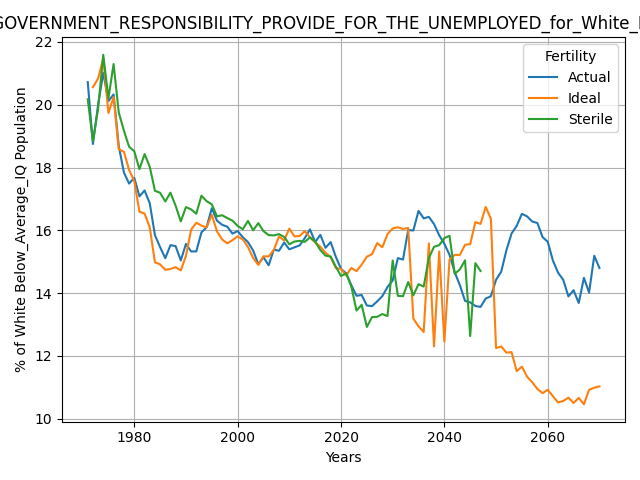 GOVERNMENT_RESPONSIBILITY_PROVIDE_FOR_THE_UNEMPLOYED_for_White_
% of White Below_Average_IQ Population
22
20
18
16
14
12
10
Fertility
Actual
Ideal
Sterile
1980
2000
2020
2040
2060
Years